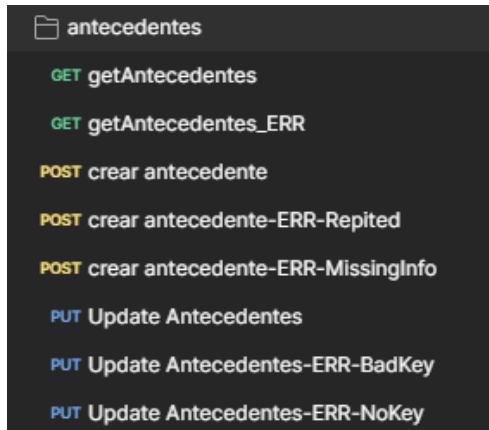 antecedentes
GET getAntecedentes
GET getAntecedentes_ERR
POST crear antecedente
POST crear antecedente-ERR-Repited
POST crear antecedente-ERR-MissingInfo
PUT Update Antecedentes
PUT Update Antecedentes-ERR-BadKey
PUT Update Antecedentes-ERR-NoKey